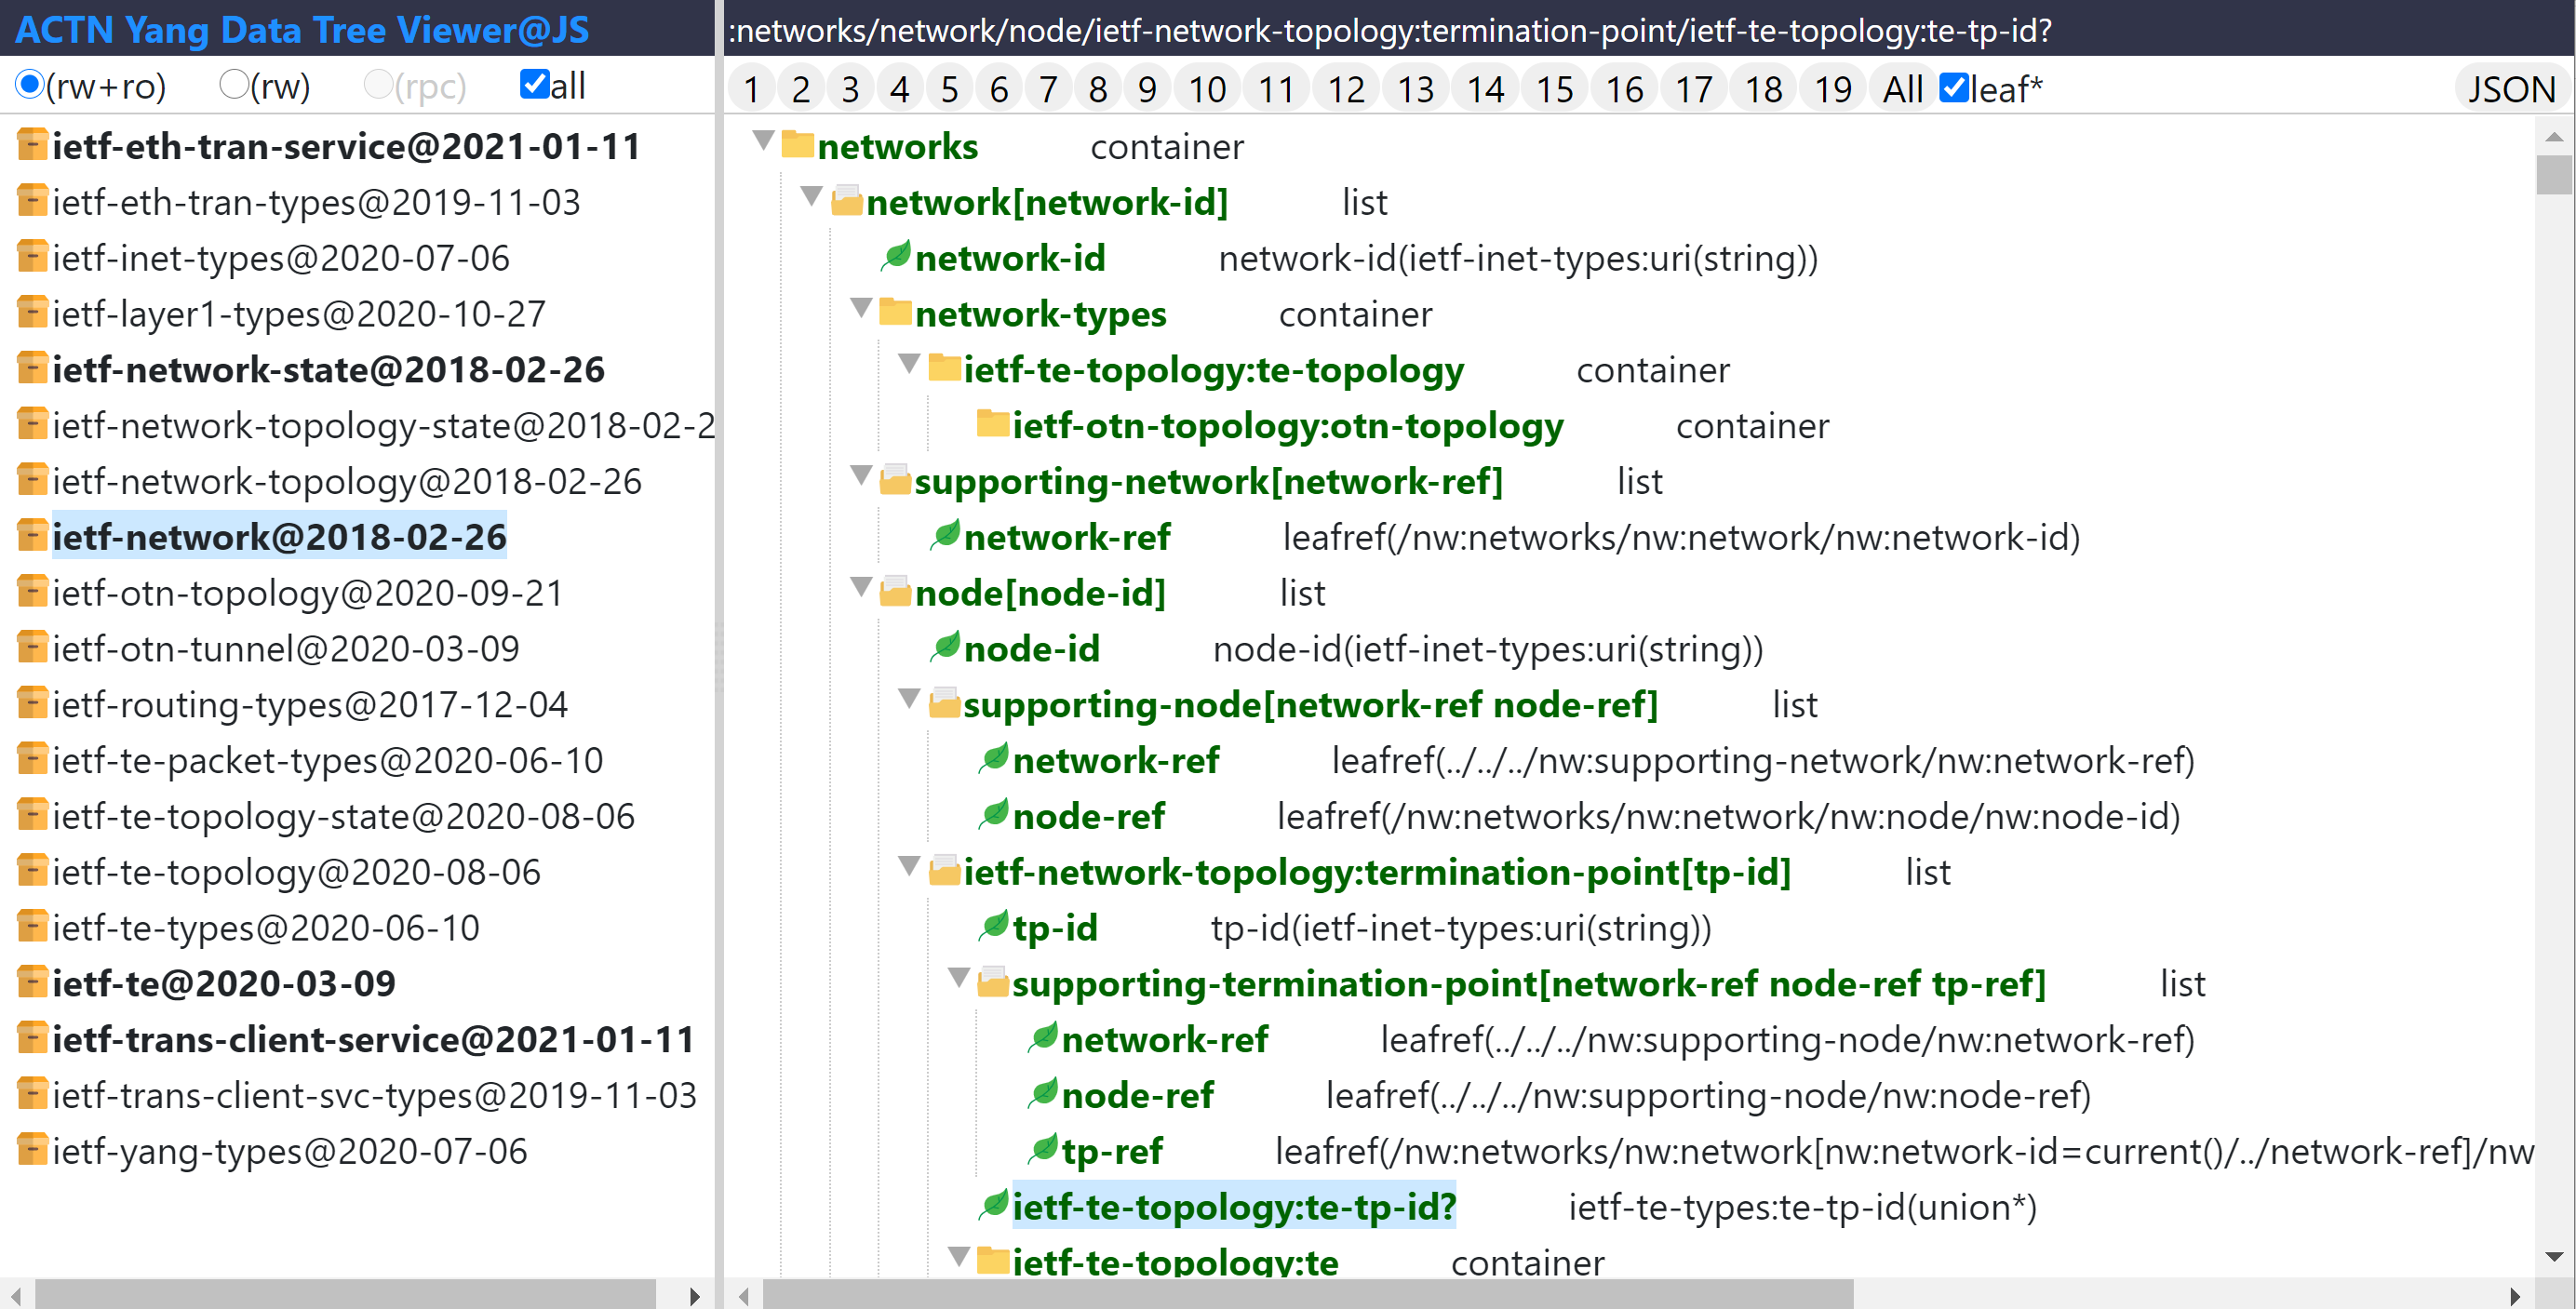 ACTN Yang Data Tree Viewer@JS
(rw+ro) (rw) (rpc) all
ietf-eth-tran-service@2021-01-11
ietf-eth-tran-types@2019-11-03
ietf-inet-types@2020-07-06
ietf-layer1-types@2020-10-27
ietf-network-state@2018-02-26
ietf-network-topology-state@2018-02-2
ietf-network-topology@2018-02-26
ietf-network@2018-02-26
ietf-otn-topology@2020-09-21
ietf-otn-tunnel@2020-03-09
ietf-routing-types@2017-12-04
ietf-te-packet-types@2020-06-10
ietf-te-topology-state@2020-08-06
ietf-te-topology@2020-08-06
ietf-te-types@2020-06-10
ietf-te@2020-03-09
ietf-trans-client-service@2021-01-11
ietf-trans-client-svc-types@2019-11-03
ietf-yang-types@2020-07-06
:networks/network/node/ietf-network-topology:termination-point/ietf-te-topology:te-tp-id?
1 2 3 4 5 6 7 8 9 10 11 12 13 14 15 16 17 18 19 All leaf* JSON
networks container
network[network-id] list
network-id network-id(ietf-inet-types:uri(string))
network-types container
ietf-te-topology:te-topology container
ietf-otn-topology:otn-topology container
supporting-network[network-ref] list
network-ref leafref(/nw:networks/nw:network/nw:network-id)
node[node-id] list
node-id node-id(ietf-inet-types:uri(string))
supporting-node[network-ref node-ref] list
network-ref leafref(../../../nw:supporting-network/nw:network-ref)
node-ref leafref(/nw:networks/nw:network/nw:node/nw:node-id)
ietf-network-topology:termination-point[tp-id] list
tp-id tp-id(ietf-inet-types:uri(string))
supporting-termination-point[network-ref node-ref tp-ref] list
network-ref leafref(../../../nw:supporting-node/nw:network-ref)
node-ref leafref(../../../nw:supporting-node/nw:node-ref)
tp-ref leafref(/nw:networks/nw:network[nw:network-id=current()/../network-ref]/nw
ietf-te-topology:te-tp-id? ietf-te-types:te-tp-id(union*)
ietf-te-topology:te container